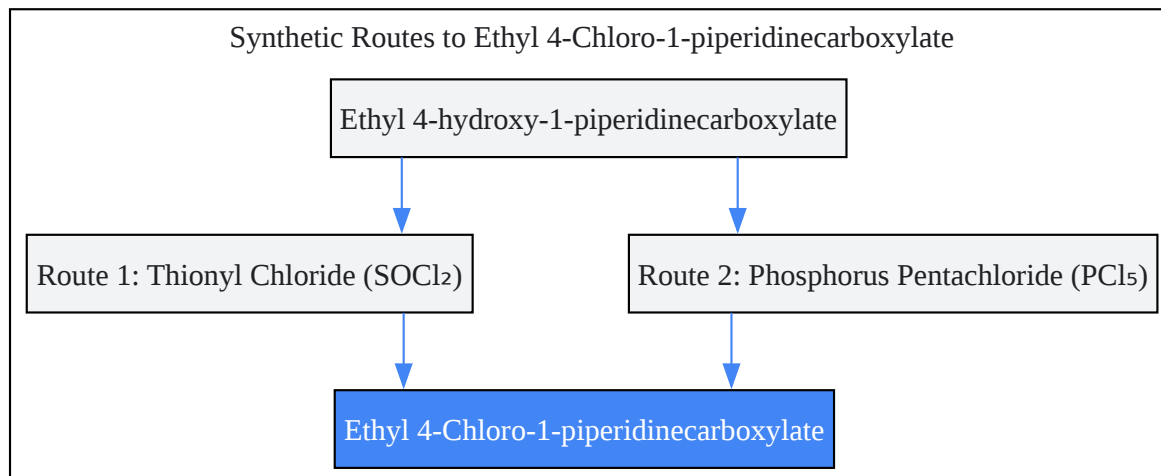 Synthetic Routes to Ethyl 4-Chloro-1-piperidinecarboxylate
Ethyl 4-hydroxy-1-piperidinecarboxylate
Route 1: Thionyl Chloride (SOCl₂)
Route 2: Phosphorus Pentachloride (PCl₅)
Ethyl 4-Chloro-1-piperidinecarboxylate